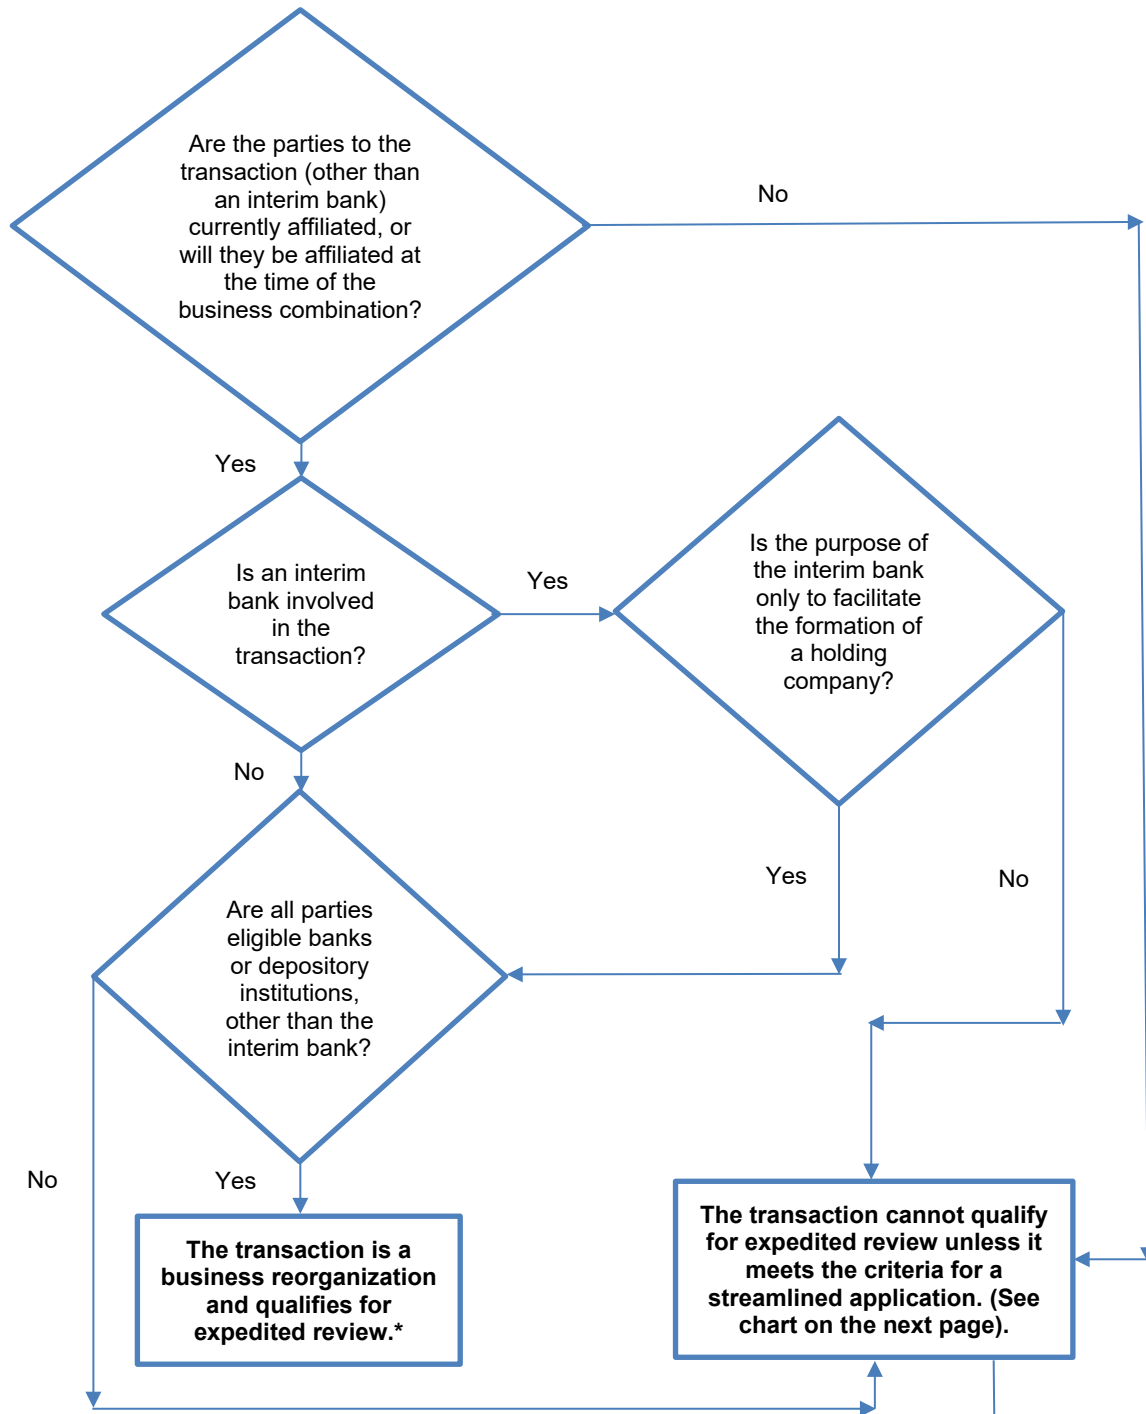 Are the parties to the
transaction (other than
an interim bank)
currently affiliated, or
will they be affiliated at
the time of the
business combination?
No
Yes
Is an interim
bank involved
in the
transaction?
Yes
Is the purpose of
the interim bank
only to facilitate
the formation of
a holding
company?
No
Yes
No
Are all parties
eligible banks
or depository
institutions,
other than the
interim bank?
No
Yes
The transaction is a
business reorganization
and qualifies for
expedited review.*
The transaction cannot qualify
for expedited review unless it
meets the criteria for a
streamlined application. (See
chart on the next page).